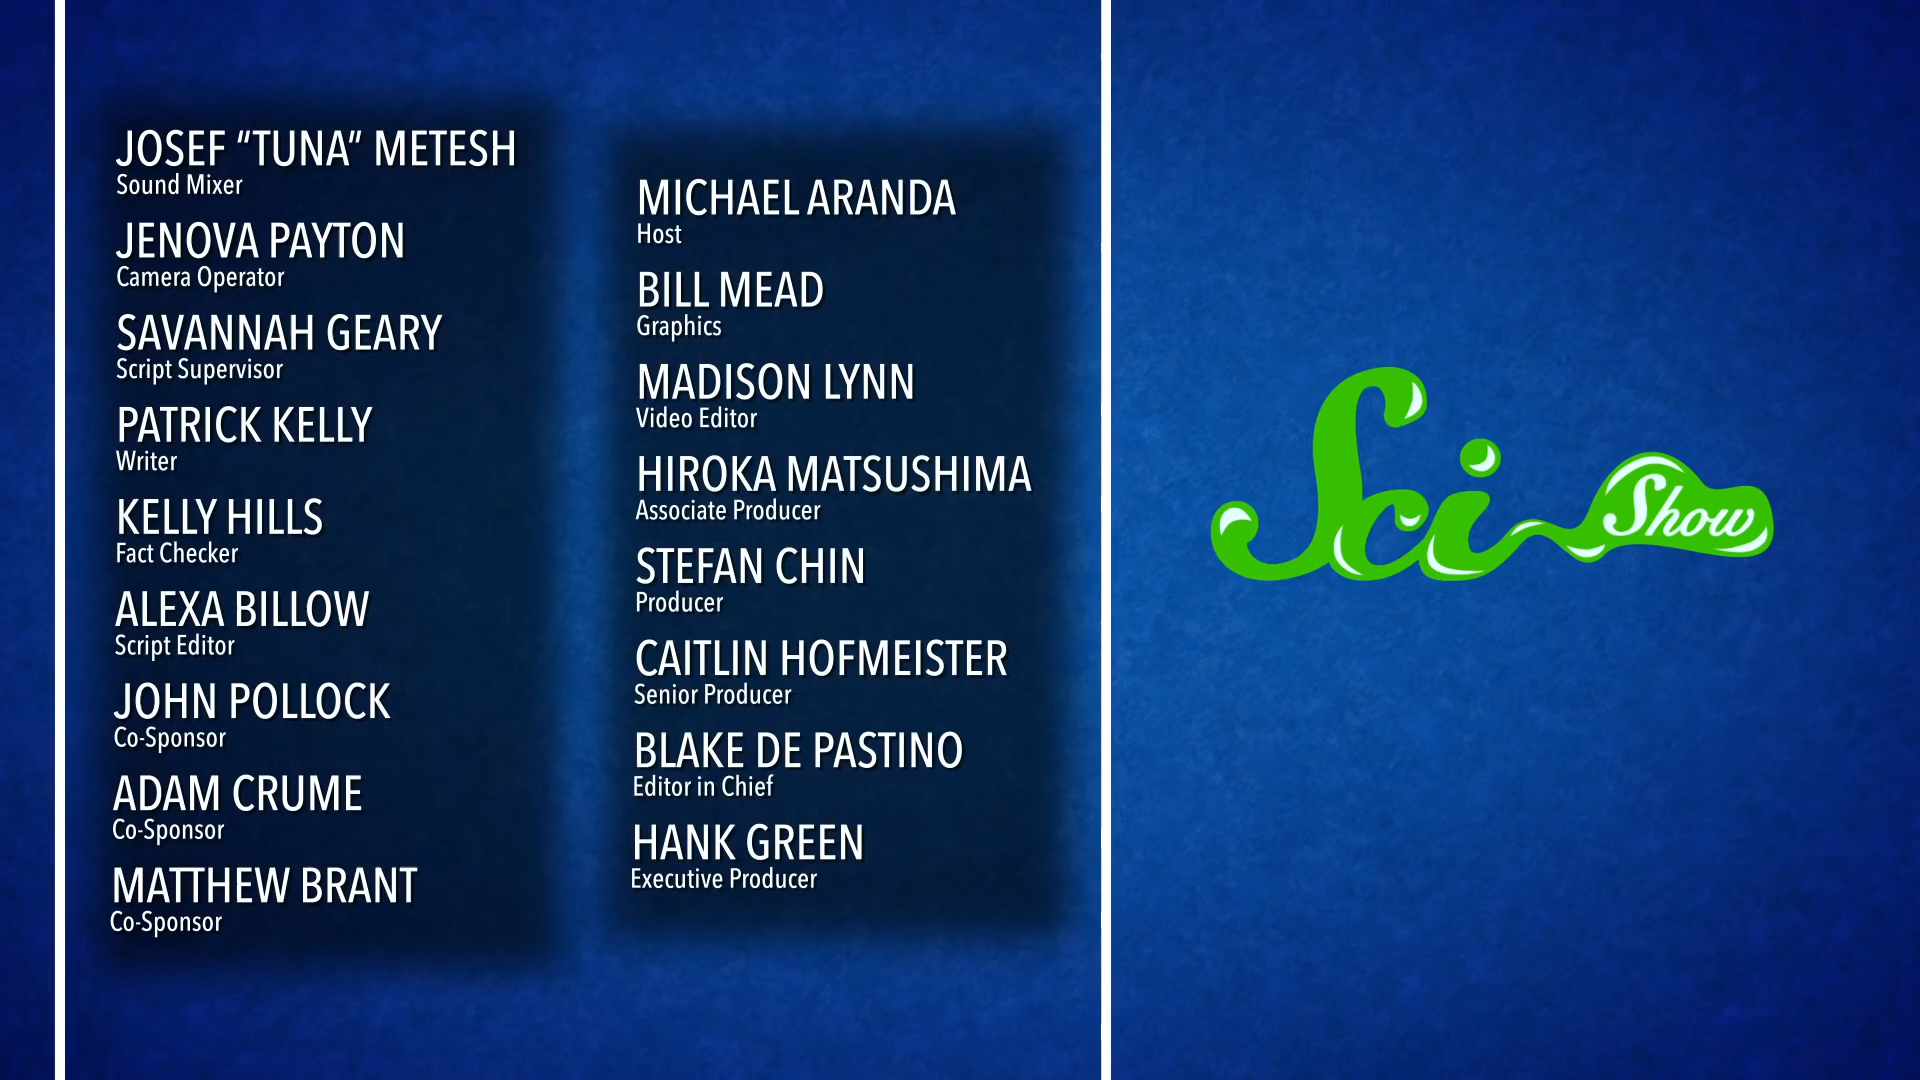 JOSEF “TUNA” METESH
Sound Mixer
JENOVA PAYTON
Camera Operator
SAVANNAH GEARY
Script Supervisor
PATRICK KELLY
Writer
KELLY HILLS
Fact Checker
ALEXA BILLOW
Script Editor
JOHN POLLOCK
Co-Sponsor
ADAM CRUME
Co-Sponsor
MATTHEW BRANT
Co-Sponsor
MICHAEL ARANDA
Host
BILL MEAD
Graphics
MADISON LYNN
Video Editor
HIROKA MATSUSHIMA
Associate Producer
STEFAN CHIN
Producer
CAITLIN HOFMEISTER
Senior Producer
BLAKE DE PASTINO
Editor in Chief
HANK GREEN
Executive Producer
Sci Show